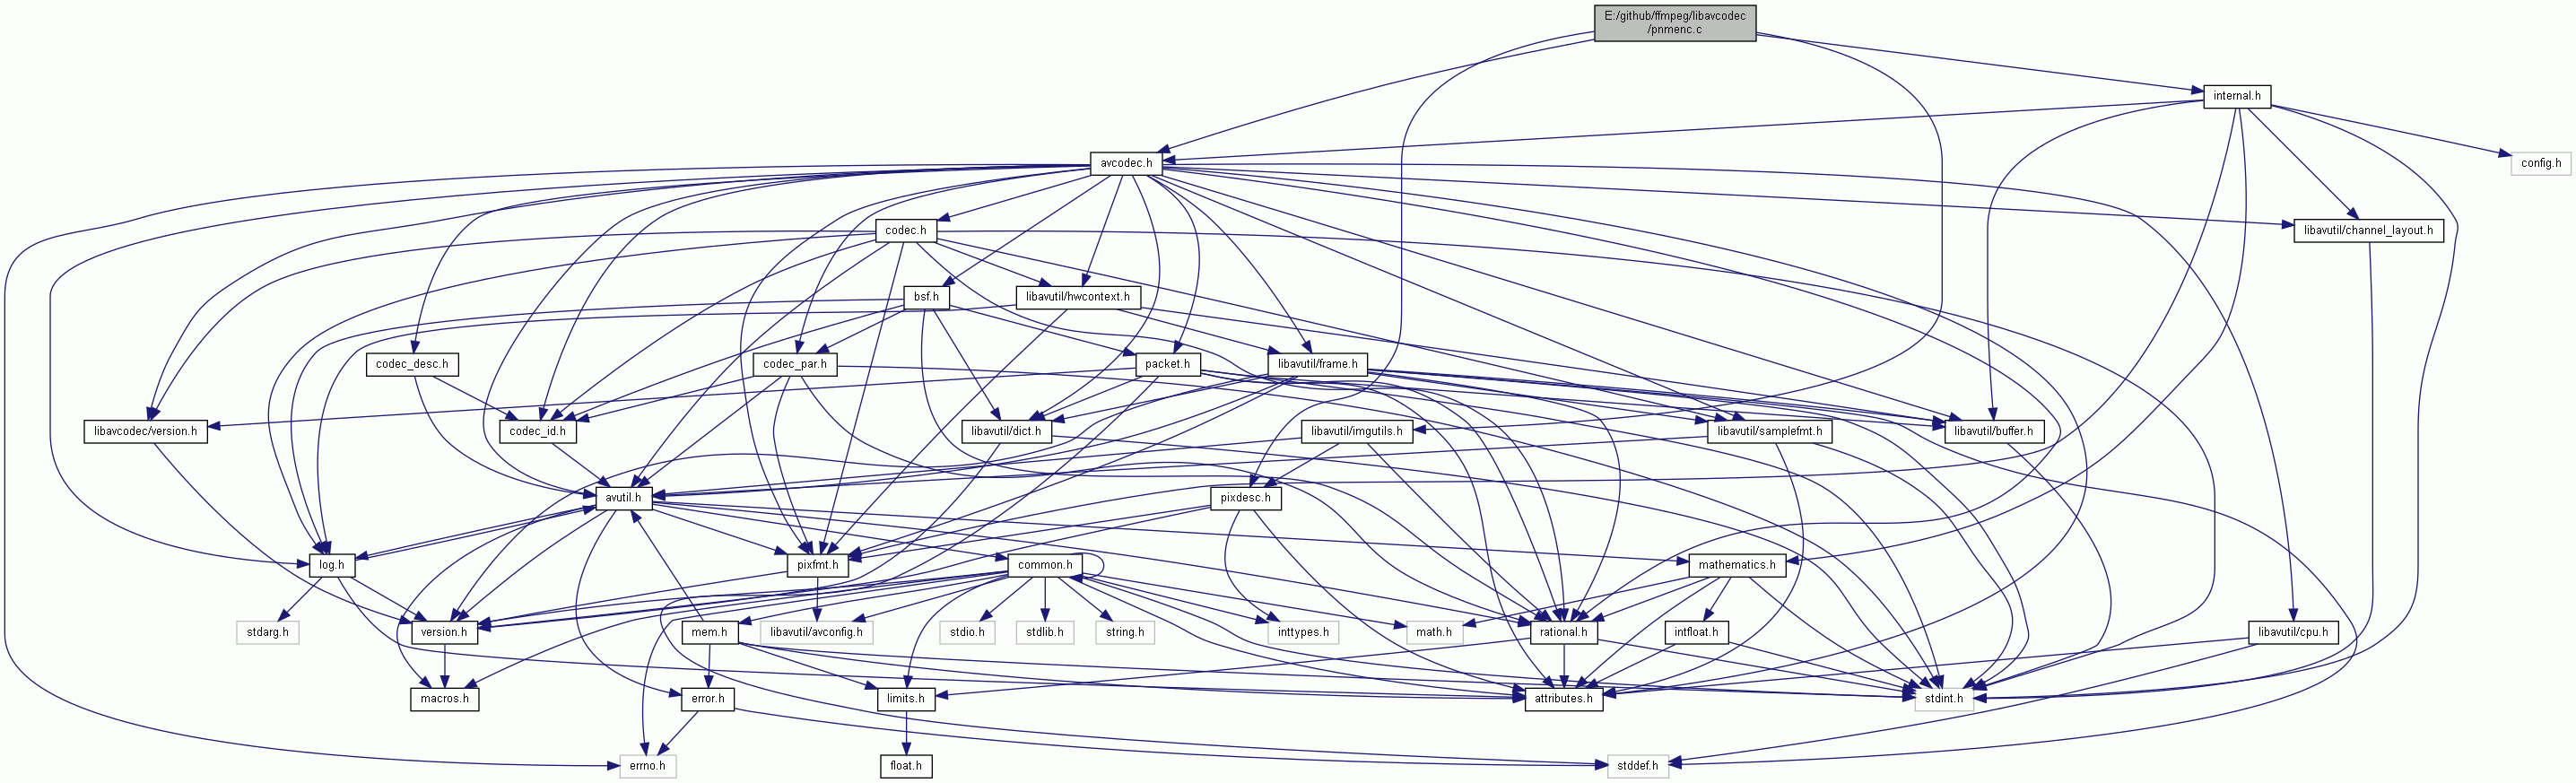 E:/github/ffmpeg/libavcodec
/pnmenc.c
internal.h
avcodec.h
config.h
codec.h
libavutil/channel_layout.h
bsf.h
libavutil/hwcontext.h
codec_desc.h
codec_par.h
packet.h
libavutil/frame.h
libavcodec/version.h
codec_id.h
libavutil/dict.h
libavutil/imgutils.h
libavutil/samplefmt.h
libavutil/buffer.h
avutil.h
pixdesc.h
log.h
pixfmt.h
common.h
mathematics.h
stdarg.h
version.h
mem.h
libavutil/avconfig.h
stdio.h
stdlib.h
string.h
inttypes.h
math.h
rational.h
intfloat.h
libavutil/cpu.h
macros.h
error.h
limits.h
attributes.h
stdint.h
errno.h
float.h
stddef.h